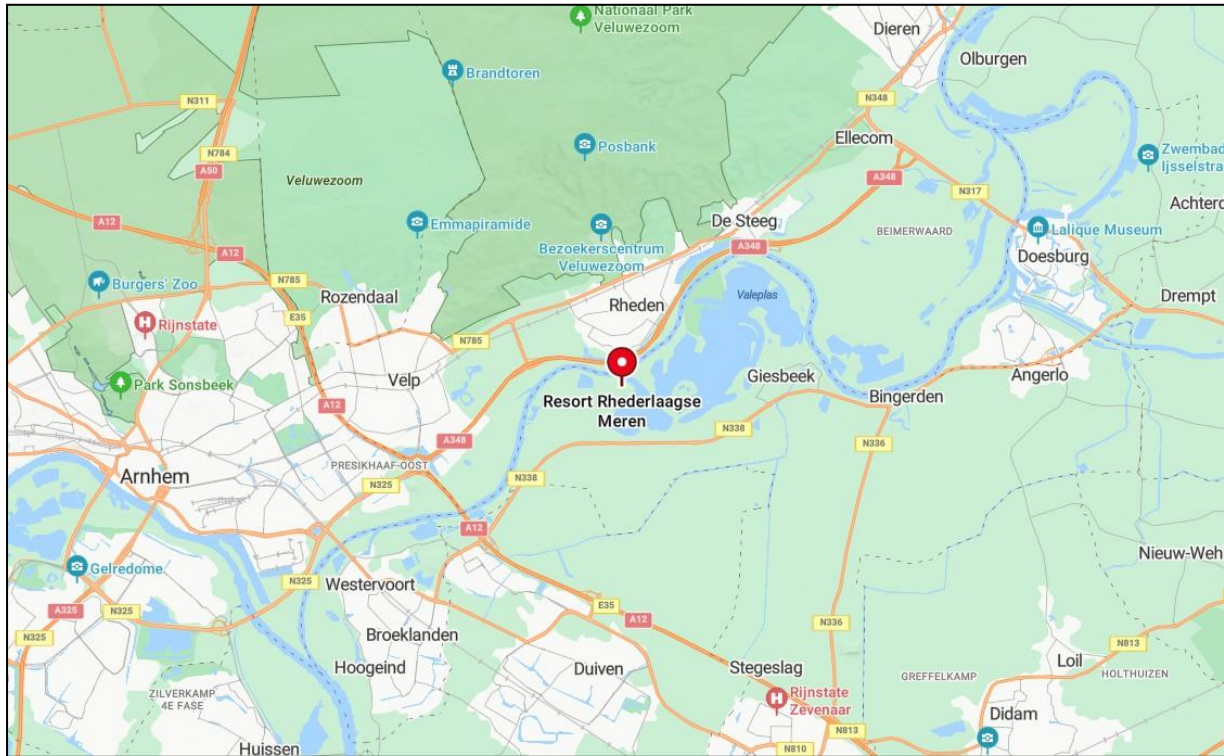 Nationaal Park
Veluwezoom
Dieren
Olburgen
Brandtoren
N311
N348
Ellecom
Posbank
N784
A50
Zwembad
Ijsselstra
Veluwezoom
A348
N317
Achterd
A12
Emmapiramide
De Steeg
Bezoekerscentrum
Veluwezoom
A348
BEIMERWAARD
Lalique Museum
Doesburg
A12
Burgers' Zoo
N785
Rozendaal
Valeplas
Drempt
Rheden
E35
Rijnstate
N785
Velp
Giesbeek
Angerlo
Park Sonsbeek
A12
Resort Rhederlaagse
Meren
Bingerden
N338
A348
N336
PRESIKHAAF-OOST
Arnhem
N325
N338
A12
Nieuw-Weh
Gelredome
N325
Westervoort
A325
N325
N325
E35
A12
N336
Broeklanden
N813
Hoogeind
Duiven
Stegeslag
Loil
GREFFELKAMP
HOLTHUIZEN
ZILVERKAMP
4E FASE
Rijnstate
Zevenaar
Didam
N813
Huissen
N810